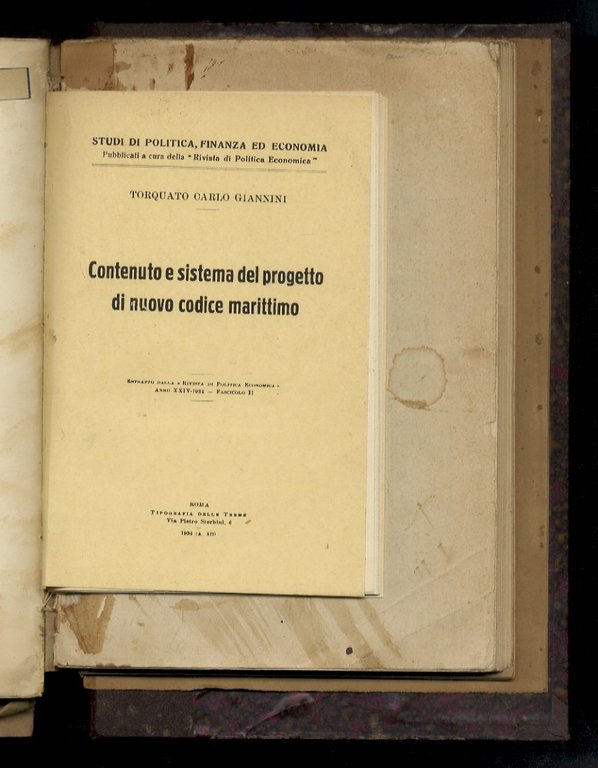 STUDI DI POLITICA, FINANZA ED ECONOMIA
Pubblicati a cura della "Rivista di Politica Economica"
TORQUATO CARLO GIANNINI
Contenuto e sistema del progetto
di nuovo codice marittimo
ESTRATTO DALLA « RIVISTA DI POLITICA ECONOMICA »
ANNO XXIV-1934 — FASCICOLO II
ROMA
TIPOGRAFIA DELLE TERME
Via Pietro Sterbini, 6
1934 (A. XII)